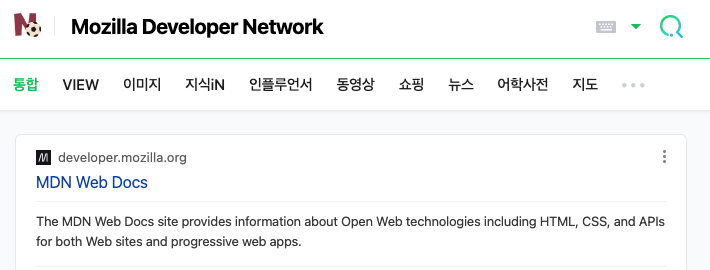 Mozilla Developer Network
통합 VIEW 이미지 지식iN 인플루언서 동영상 쇼핑 뉴스 어학사전 지도
developer.mozilla.org
MDN Web Docs
The MDN Web Docs site provides information about Open Web technologies including HTML, CSS, and APIs
for both Web sites and progressive web apps.